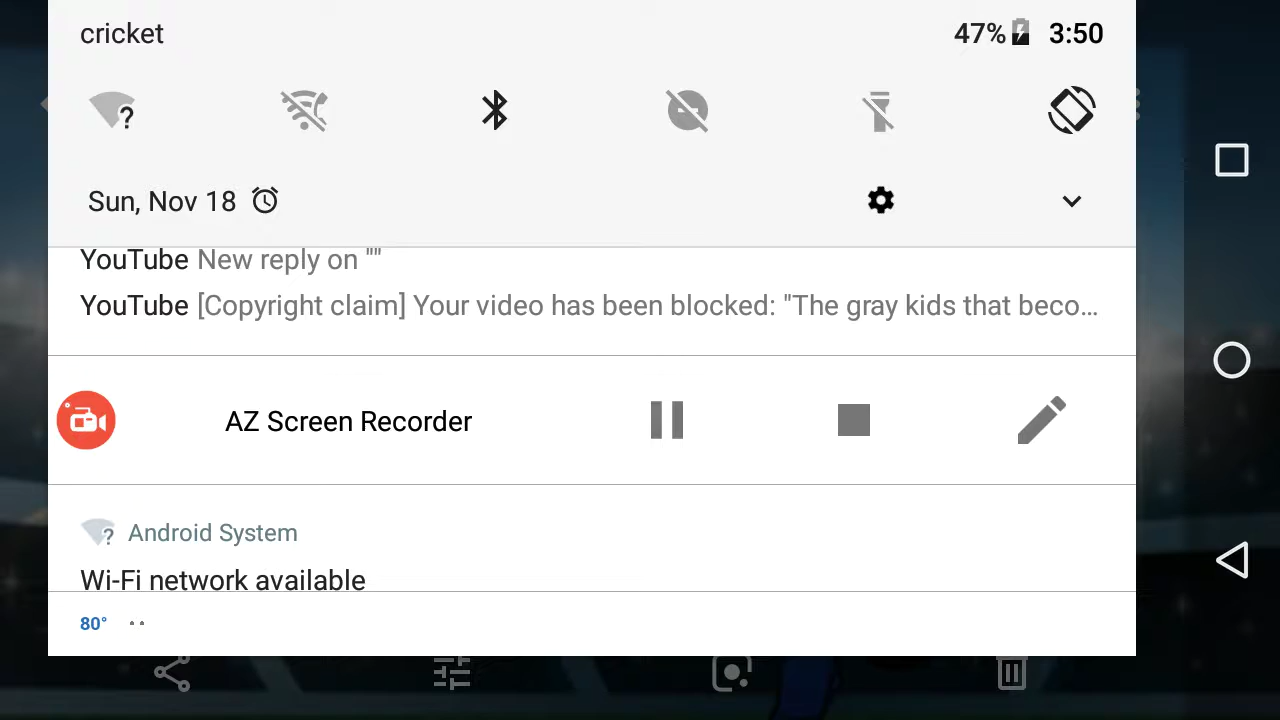 cricket 47% 3:50
Sun, Nov 18
YouTube New reply on ""
YouTube [Copyright claim] Your video has been blocked: "The gray kids that beco...
AZ Screen Recorder
Android System
Wi-Fi network available
80°